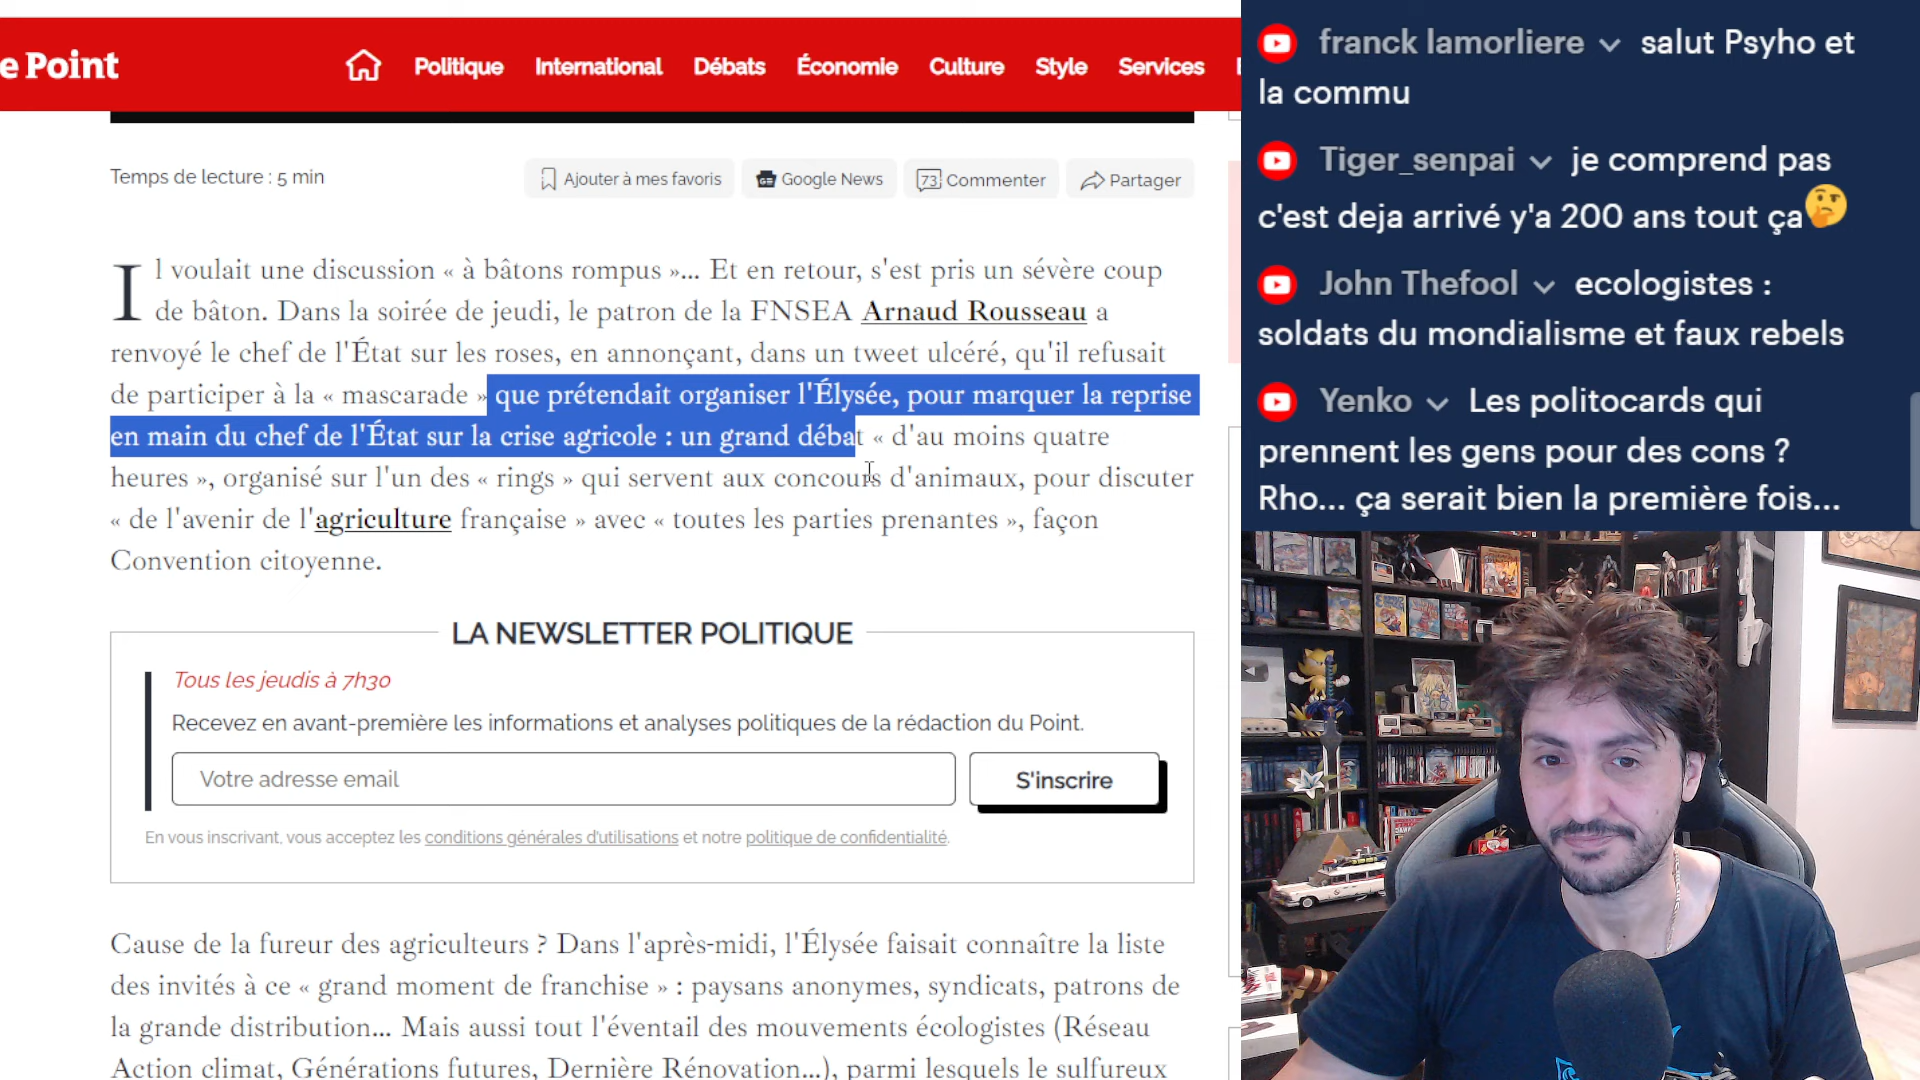 e Point
Politique International Débats Économie Culture Style Services
Temps de lecture : 5 min
Ajouter à mes favoris
Google News
73 Commenter
Partager
Il voulait une discussion « à bâtons rompus »... Et en retour, s'est pris un sévère coup
de bâton. Dans la soirée de jeudi, le patron de la FNSEA Arnaud Rousseau a
renvoyé le chef de l'État sur les roses, en annonçant, dans un tweet ulcéré, qu'il refusait
de participer à la « mascarade » que prétendait organiser l'Élysée, pour marquer la reprise
en main du chef de l'État sur la crise agricole : un grand débat « d'au moins quatre
heures », organisé sur l'un des « rings » qui servent aux concours d'animaux, pour discuter
« de l'avenir de l'agriculture française » avec « toutes les parties prenantes », façon
Convention citoyenne.
LA NEWSLETTER POLITIQUE
Tous les jeudis à 7h30
Recevez en avant-première les informations et analyses politiques de la rédaction du Point.
Votre adresse email
S'inscrire
En vous inscrivant, vous acceptez les conditions générales d'utilisations et notre politique de confidentialité.
Cause de la fureur des agriculteurs ? Dans l'après-midi, l'Élysée faisait connaître la liste
des invités à ce « grand moment de franchise » : paysans anonymes, syndicats, patrons de
la grande distribution... Mais aussi tout l'éventail des mouvements écologistes (Réseau
Action climat, Générations futures, Dernière Rénovation...), parmi lesquels le sulfureux
franck lamorliere salut Psyho et
la commu
Tiger_senpai je comprend pas
c'est deja arrivé y'a 200 ans tout ça🤔
John Thefool ecologistes :
soldats du mondialisme et faux rebels
Yenko Les politocards qui
prennent les gens pour des cons ?
Rho... ça serait bien la première fois...